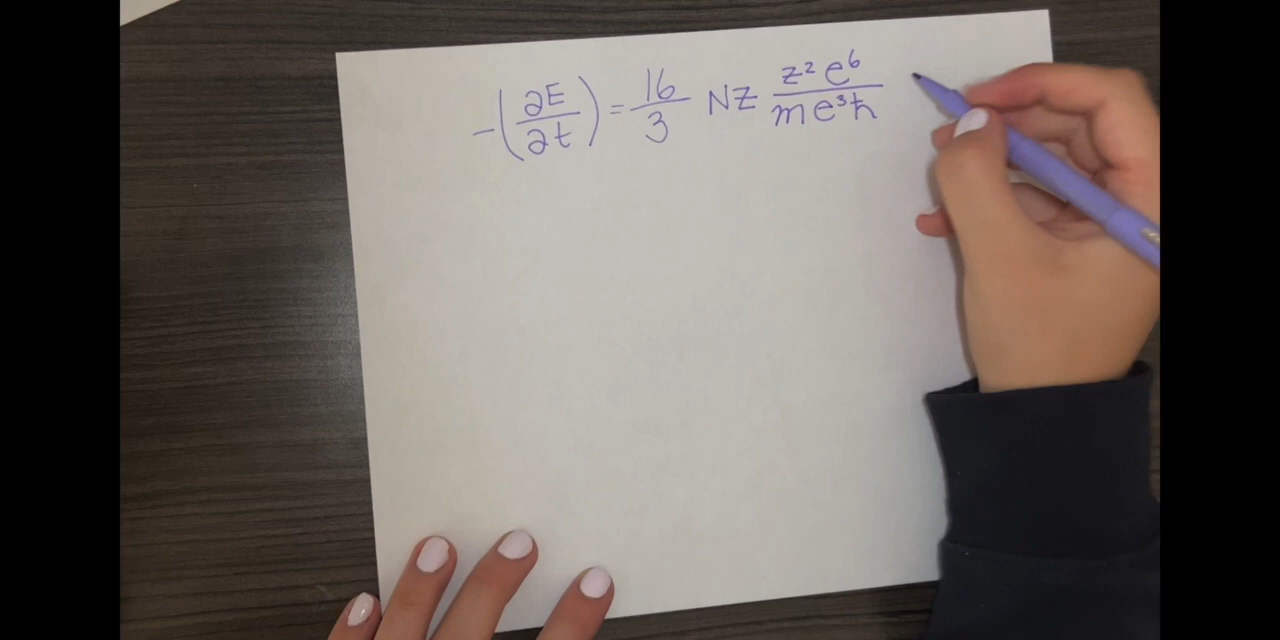 -(∂E/∂t) = 16/3 NZ z²e⁶/me³ħ